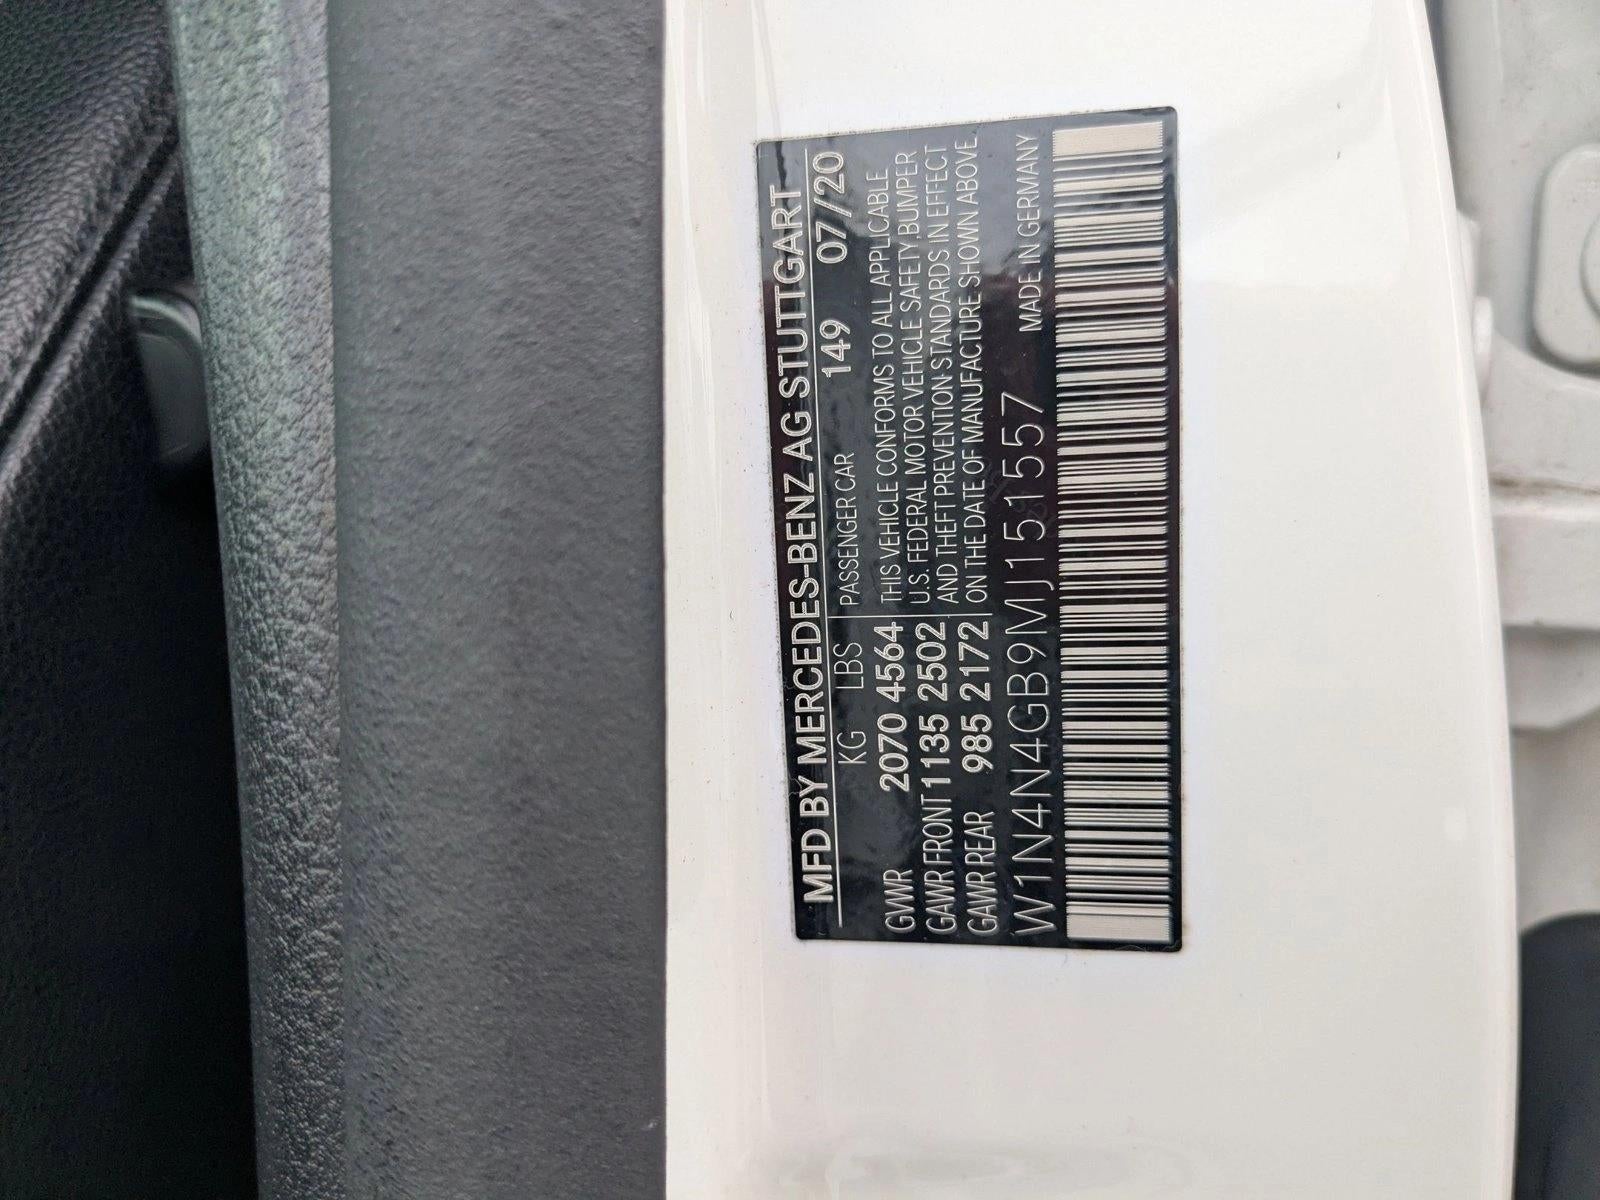 MFD BY MERCEDES-BENZ AG STUTTGART
KG LBS PASSENGER CAR 149 07/20
GVWR 2070 4564 THIS VEHICLE CONFORMS TO ALL APPLICABLE
GAWR FRONT 1135 2502 U.S. FEDERAL MOTOR VEHICLE SAFETY, BUMPER
AND THEFT PREVENTION STANDARDS IN EFFECT
GAWR REAR 985 2172 ON THE DATE OF MANUFACTURE SHOWN ABOVE.
W1N4N4GB9MJ151557 MADE IN GERMANY